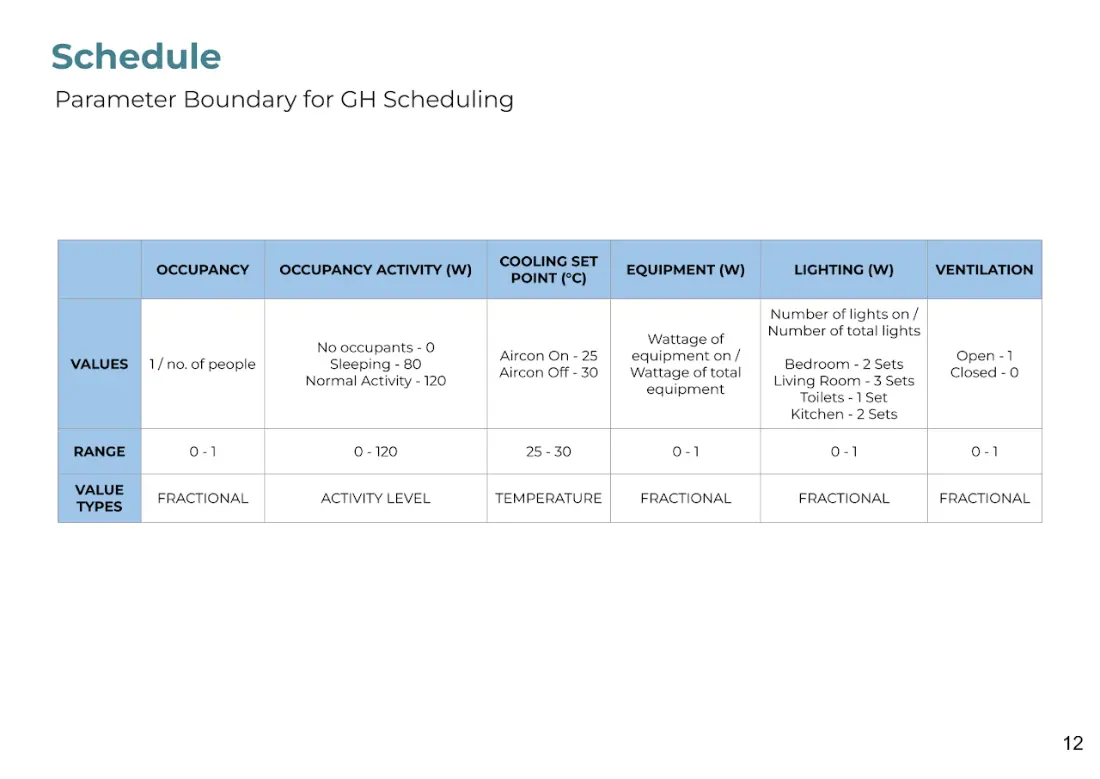 Schedule
Parameter Boundary for GH Scheduling
OCCUPANCY
OCCUPANCY ACTIVITY (W)
COOLING SET
POINT (°C)
EQUIPMENT (W)
LIGHTING (W)
VENTILATION
VALUES
1 / no. of people
No occupants - 0
Sleeping - 80
Normal Activity - 120
Aircon On - 25
Aircon Off - 30
Wattage of
equipment on /
Wattage of total
equipment
Number of lights on /
Number of total lights
Bedroom - 2 Sets
Living Room - 3 Sets
Toilets - 1 Set
Kitchen - 2 Sets
Open - 1
Closed - 0
RANGE
0 - 1
0 - 120
25 - 30
0 - 1
0 - 1
0 - 1
VALUE
TYPES
FRACTIONAL
ACTIVITY LEVEL
TEMPERATURE
FRACTIONAL
FRACTIONAL
FRACTIONAL
12